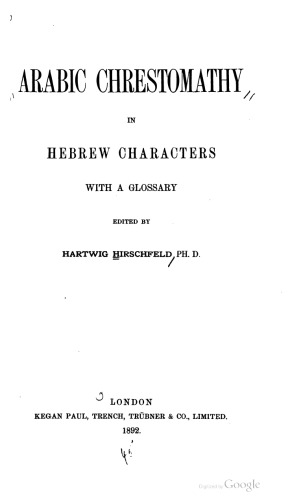 ARABIC CHRESTOMATHY
IN
HEBREW CHARACTERS
WITH A GLOSSARY
EDITED BY
HARTWIG HIRSCHFELD, PH. D.
LONDON
KEGAN PAUL, TRENCH, TRÜBNER & CO., LIMITED.
1892.
Digitized by Google